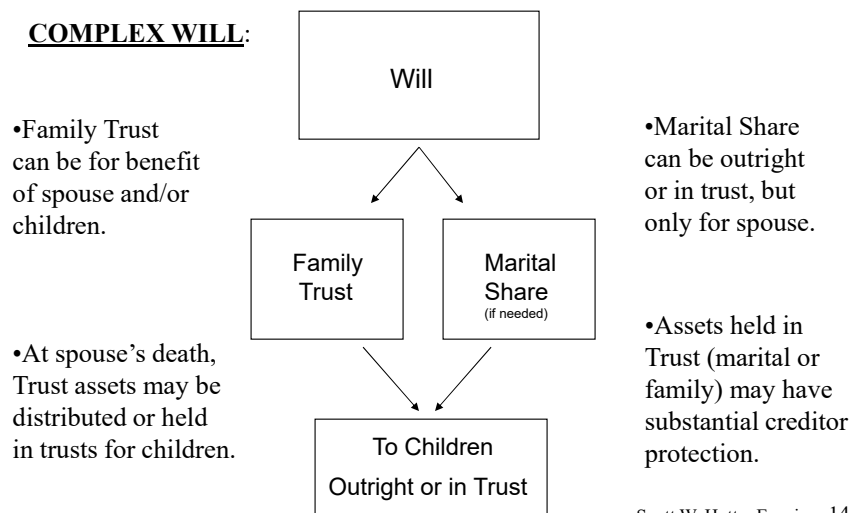 COMPLEX WILL:
Will
•Family Trust
can be for benefit
of spouse and/or
children.
•Marital Share
can be outright
or in trust, but
only for spouse.
Family
Trust
Marital
Share
(if needed)
•At spouse’s death,
Trust assets may be
distributed or held
in trusts for children.
•Assets held in
Trust (marital or
family) may have
substantial creditor
protection.
To Children
Outright or in Trust
14